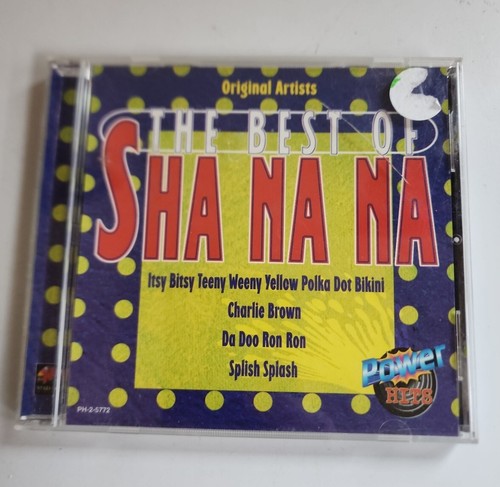 Original Artists
THE BEST OF
SHA NA NA
Itsy Bitsy Teeny Weeny Yellow Polka Dot Bikini
Charlie Brown
Da Doo Ron Ron
Splish Splash
Power
HITS
PH-2-5772